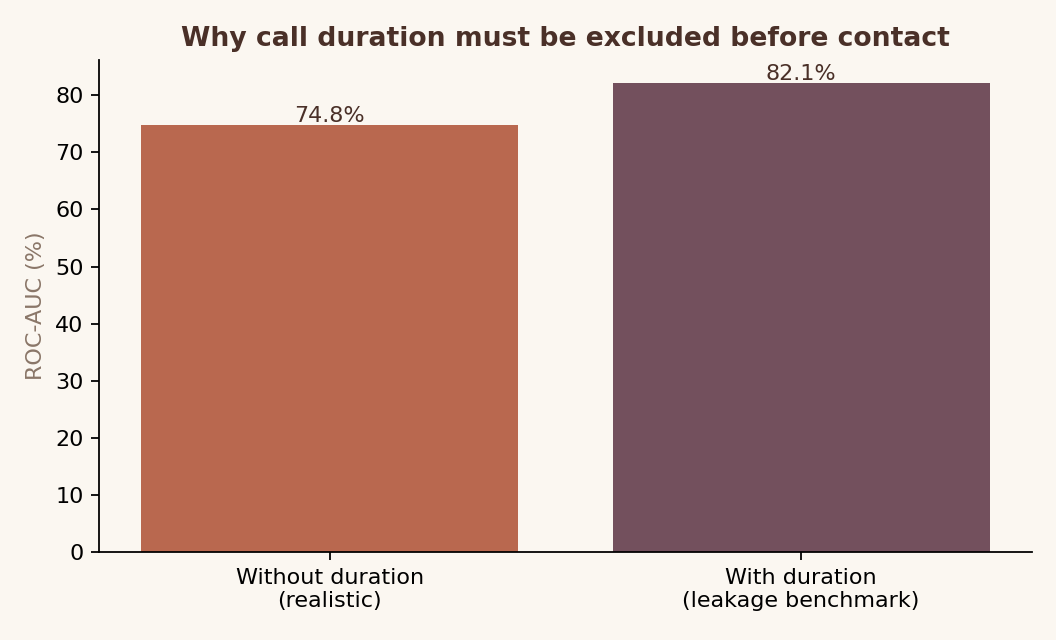 Why call duration must be excluded before contact
82.1%
74.8%
80
70
60
50
40
30
20
10
0
ROC-AUC (%)
Without duration
(realistic)
With duration
(leakage benchmark)